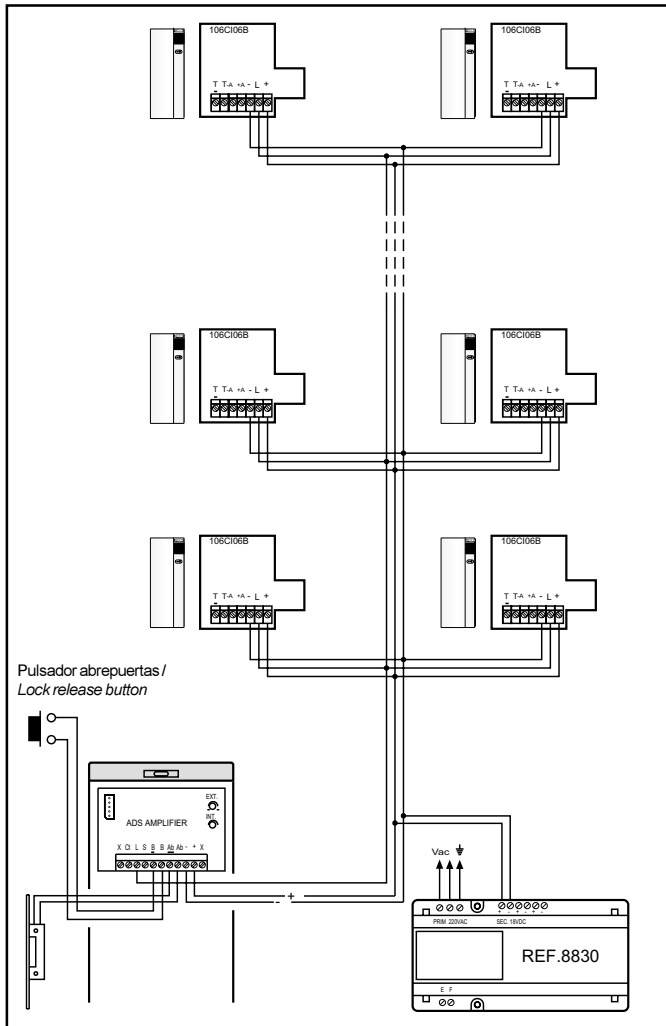 106CI06B
106CI06B
T T-A +A - L +
T T-A +A - L +
106CI06B
106CI06B
T T-A +A - L +
T T-A +A - L +
106CI06B
106CI06B
T T-A +A - L +
T T-A +A - L +
Pulsador abrepuertas /
Lock release button
EXT.
INT.
ADS AMPLIFIER
X Ct L S B B Ab Ab - + X
+
-
Vac
+ - + - + -
PRIM 220VAC SEC. 18VDC
REF.8830
E F